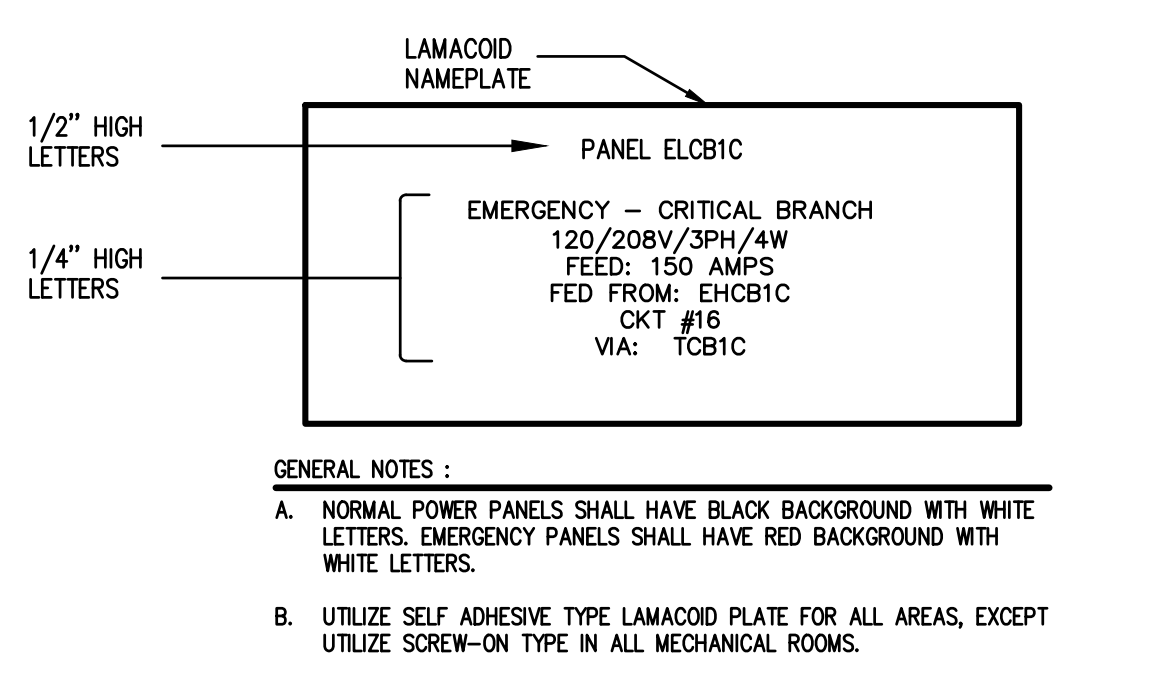 LAMACOID
NAMEPLATE
1/2” HIGH
LETTERS
PANEL ELCB1C
EMERGENCY – CRITICAL BRANCH
120/208V/3PH/4W
FEED: 150 AMPS
FED FROM: EHCB1C
CKT #16
VIA: TCB1C
1/4” HIGH
LETTERS
GENERAL NOTES :
A. NORMAL POWER PANELS SHALL HAVE BLACK BACKGROUND WITH WHITE
LETTERS. EMERGENCY PANELS SHALL HAVE RED BACKGROUND WITH
WHITE LETTERS.
B. UTILIZE SELF ADHESIVE TYPE LAMACOID PLATE FOR ALL AREAS, EXCEPT
UTILIZE SCREW–ON TYPE IN ALL MECHANICAL ROOMS.